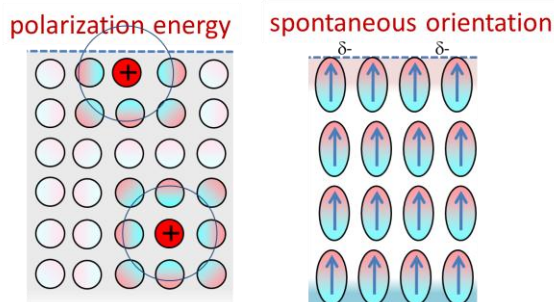 polarization energy
spontaneous orientation
δ- δ-
+
+